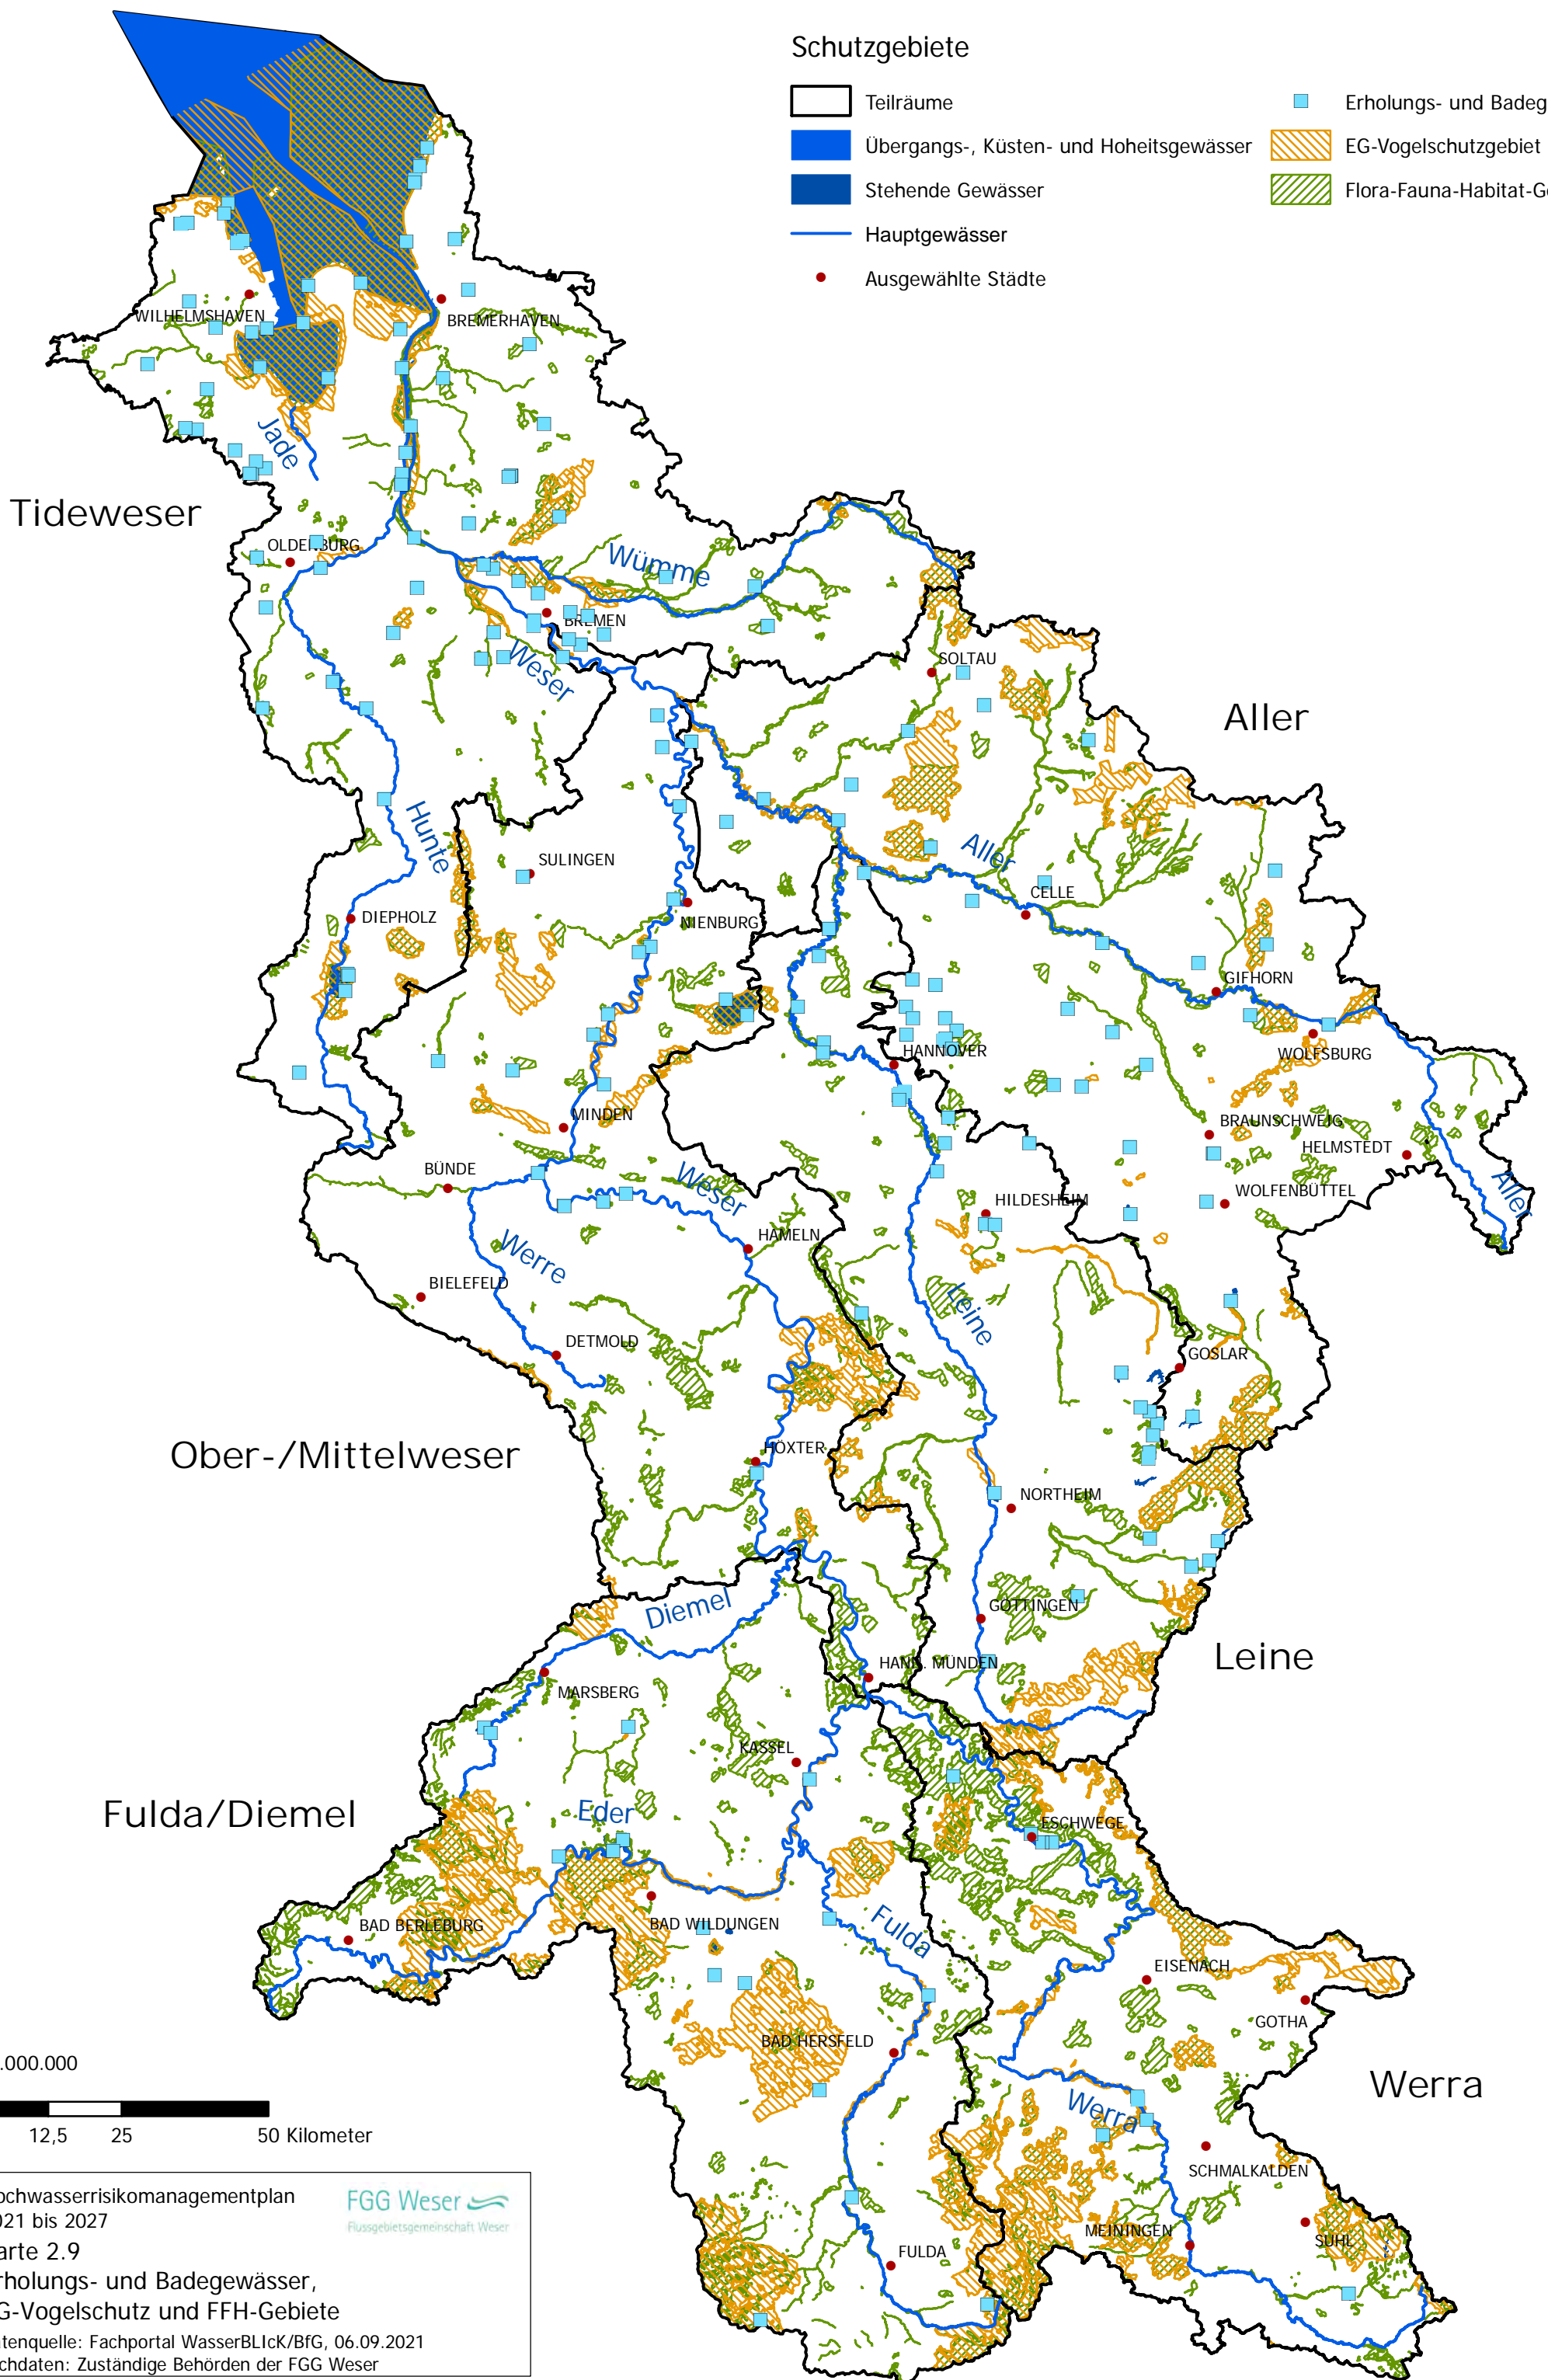 Schutzgebiete
Teilräume
Übergangs-, Küsten- und Hoheitsgewässer
Stehende Gewässer
Hauptgewässer
Ausgewählte Städte
Erholungs- und Badeg
EG-Vogelschutzgebiet
Flora-Fauna-Habitat-G
WILHELMSHAVEN
BREMERHAVEN
Jade
Tideweser
OLDENBURG
Wümme
BREMEN
Weser
SOLTAU
Aller
Hunte
SULINGEN
Aller
CELLE
DIEPHOLZ
NIENBURG
GIFHORN
HANNOVER
WOLFSBURG
MINDEN
BRAUNSCHWEIG
HELMSTEDT
BÜNDE
Weser
WOLFENBÜTTEL
Aller
HILDESHEIM
HAMELN
Werre
BIELEFELD
Leine
DETMOLD
GOSLAR
Ober-/Mittelweser
HÖXTER
NORTHEIM
Diemel
GÖTTINGEN
Leine
HANN. MÜNDEN
MARSBERG
KASSEL
Fulda/Diemel
Eder
ESCHWEGE
BAD BERLEBURG
BAD WILDUNGEN
Fulda
EISENACH
GOTHA
BAD HERSFELD
.000.000
Werra
Werra
12,5 25 50 Kilometer
SCHMALKALDEN
MEININGEN
SUHL
FULDA
ochwasserrisikomanagementplan
021 bis 2027
FGG Weser
Flussgebietsgemeinschaft Weser
arte 2.9
rholungs- und Badegewässer,
G-Vogelschutz und FFH-Gebiete
atenquelle: Fachportal WasserBLIcK/BfG, 06.09.2021
chdaten: Zuständige Behörden der FGG Weser